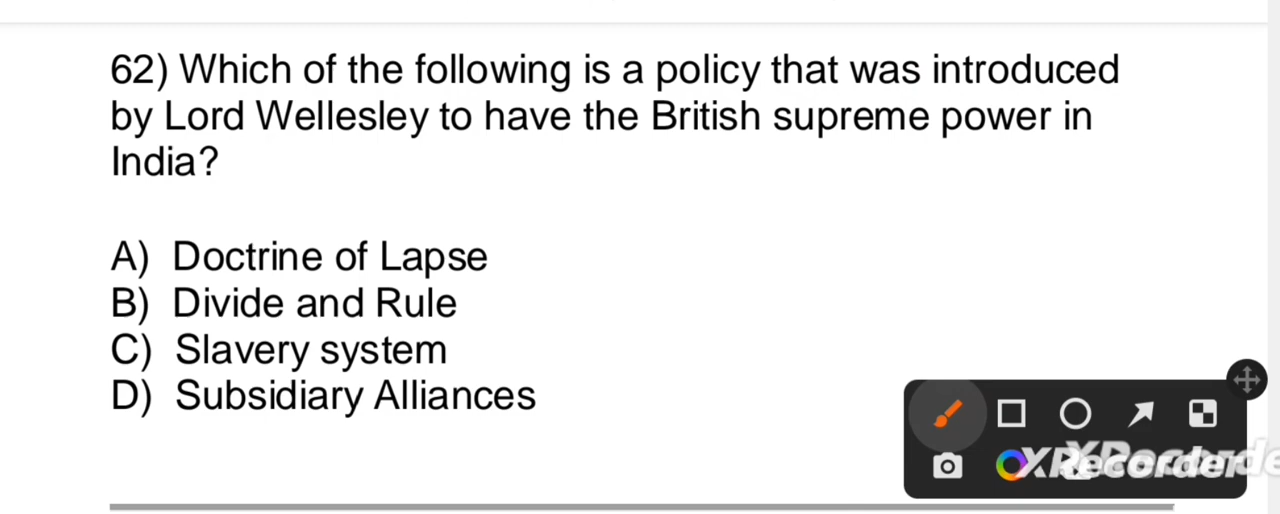 62) Which of the following is a policy that was introduced
by Lord Wellesley to have the British supreme power in
India?
A) Doctrine of Lapse
B) Divide and Rule
C) Slavery system
D) Subsidiary Alliances
XRecorder